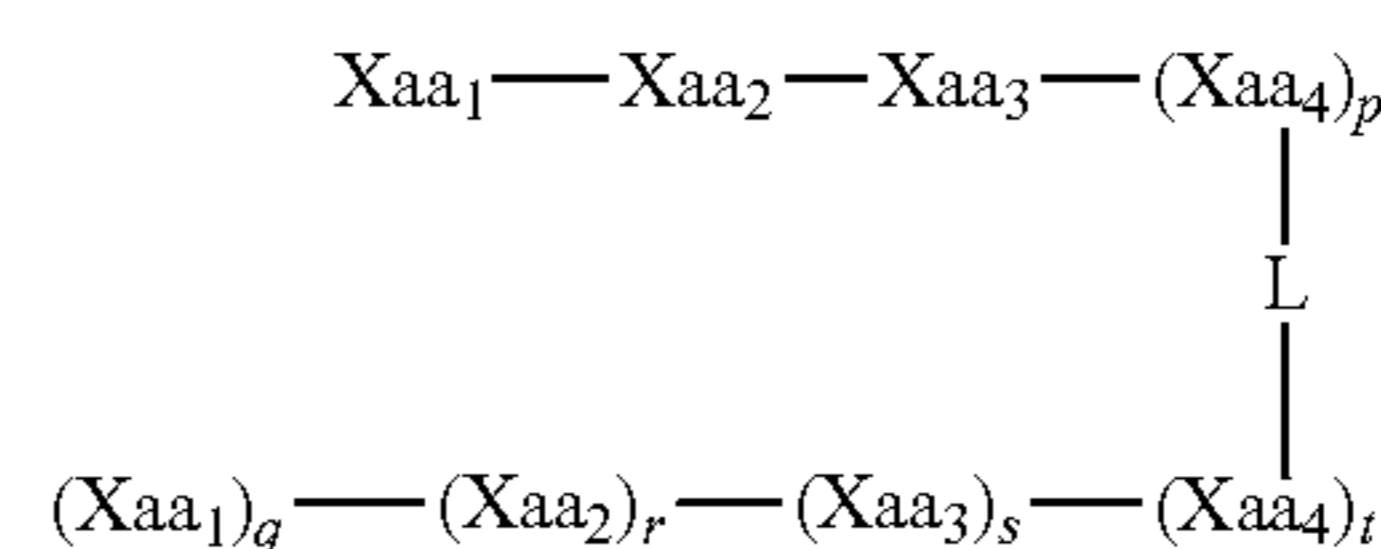 Xaa₁—Xaa₂—Xaa₃—(Xaa₄)ₚ
L
(Xaa₁)q—(Xaa₂)ᵣ—(Xaa₃)ₛ—(Xaa₄)ₜ